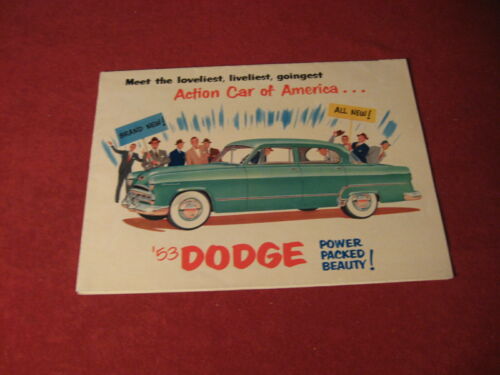 Meet the loveliest, liveliest, goingest
Action Car of America...
BRAND NEW!
ALL NEW!
'53 DODGE
POWER
PACKED
BEAUTY!